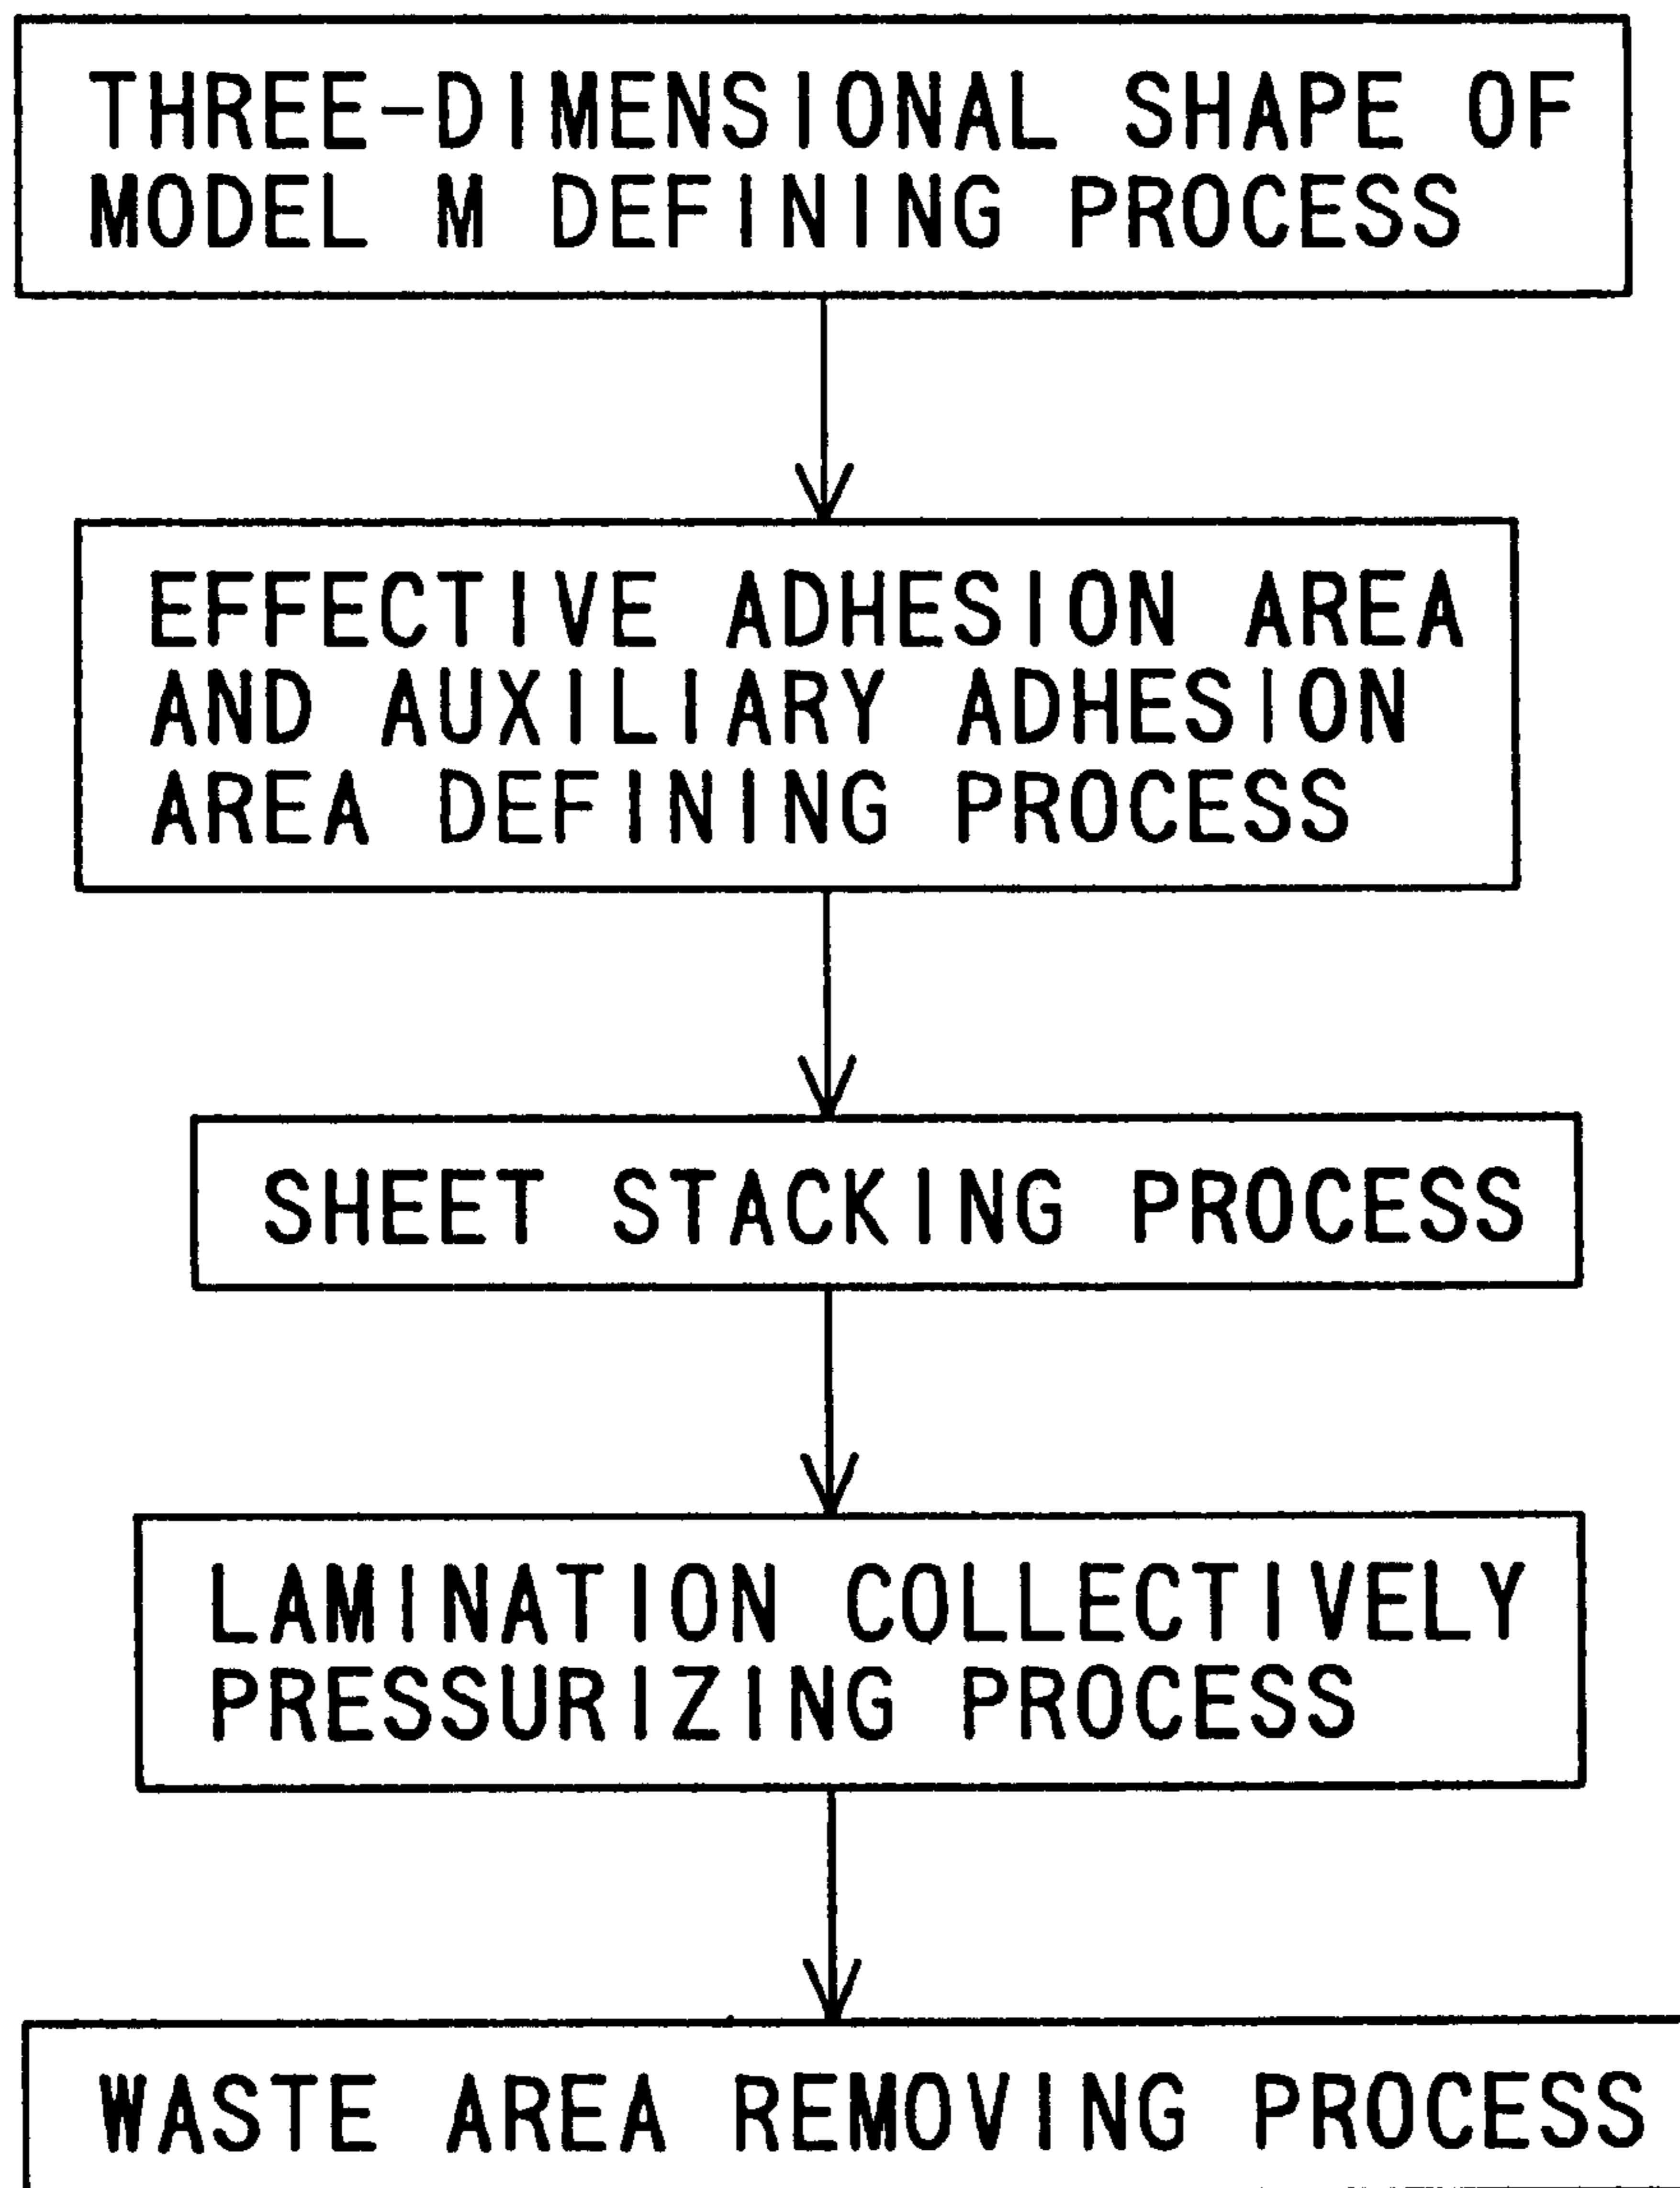 THREE-DIMENSIONAL SHAPE OF
MODEL M DEFINING PROCESS
EFFECTIVE ADHESION AREA
AND AUXILIARY ADHESION
AREA DEFINING PROCESS
SHEET STACKING PROCESS
LAMINATION COLLECTIVELY
PRESSURIZING PROCESS
WASTE AREA REMOVING PROCESS